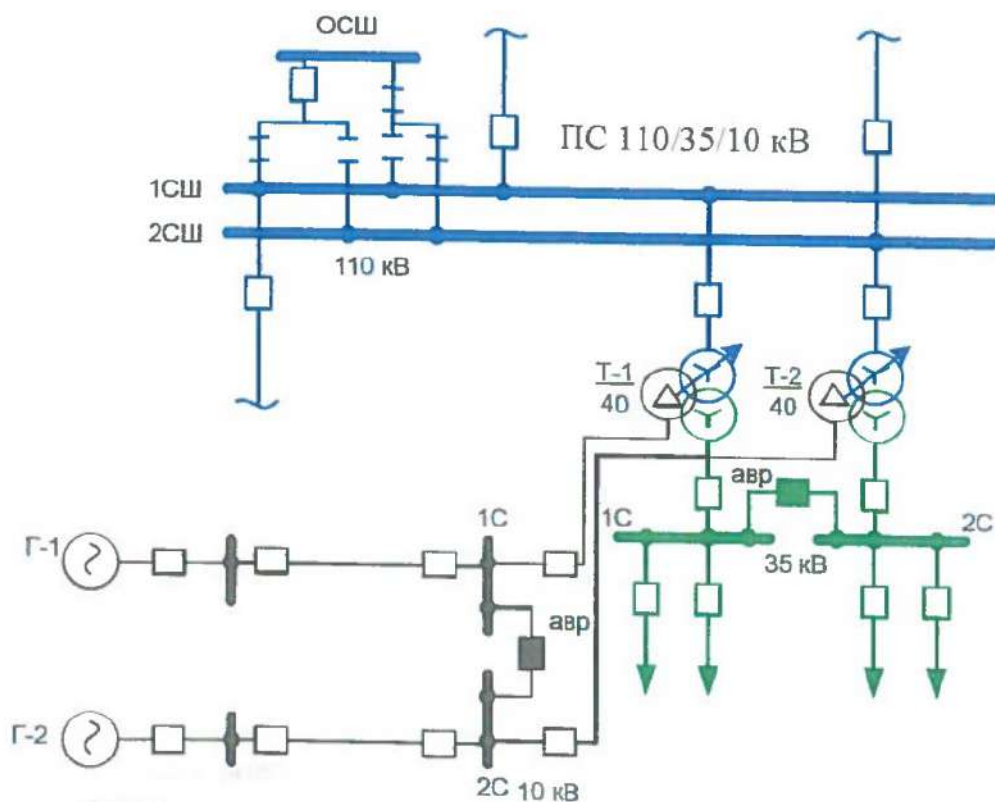 ОСШ
ПС 110/35/10 кВ
1СШ
2СШ
110 кВ
Т-1
40
Т-2
40
авр
1С
1С
2С
35 кВ
Г-1
авр
Г-2
2С 10 кВ